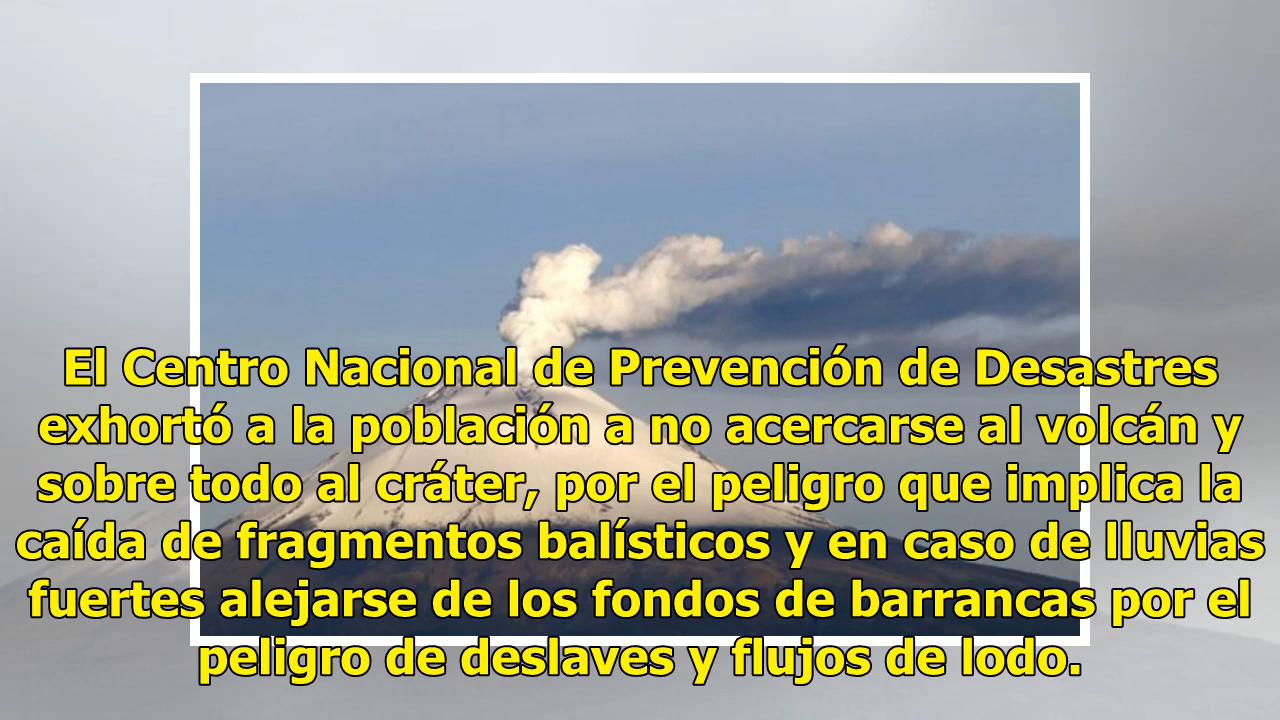 El Centro Nacional de Prevención de Desastres
exhortó a la población a no acercarse al volcán y
sobre todo al cráter, por el peligro que implica la
caída de fragmentos balísticos y en caso de lluvias
fuertes alejarse de los fondos de barrancas por el
peligro de deslaves y flujos de lodo.